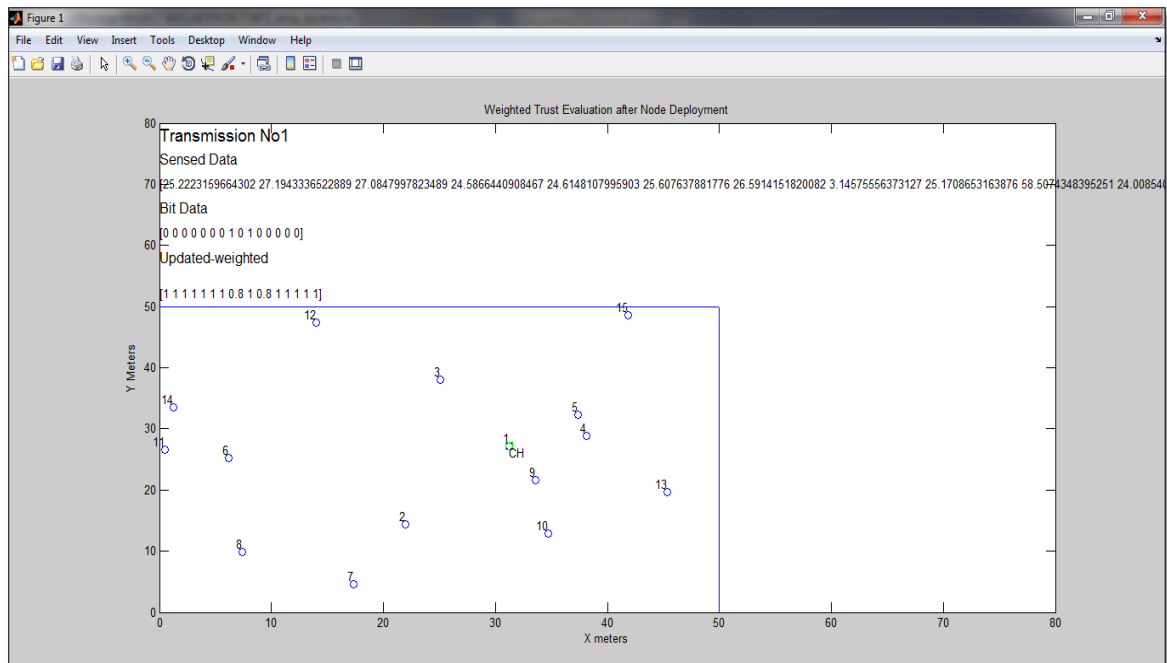 Figure 1
File Edit View Insert Tools Desktop Window Help
Weighted Trust Evaluation after Node Deployment
80
Transmission No1
Sensed Data
70
[25.2223159664302 27.1943336522889 27.0847997823489 24.5866440908467 24.6148107995903 25.607637881776 26.5914151820082 3.14575556373127 25.1708653163876 58.5074348395251 24.008540
Bit Data
[0 0 0 0 0 0 0 1 0 1 0 0 0 0 0]
60
Updated-weighted
[1 1 1 1 1 1 1 0.8 1 0.8 1 1 1 1 1]
50
12
15
Y Meters
40
3
14
5
30
4
11
6
1
CH
9
13
20
2
10
10
8
7
0
0 10 20 30 40 50 60 70 80
X meters